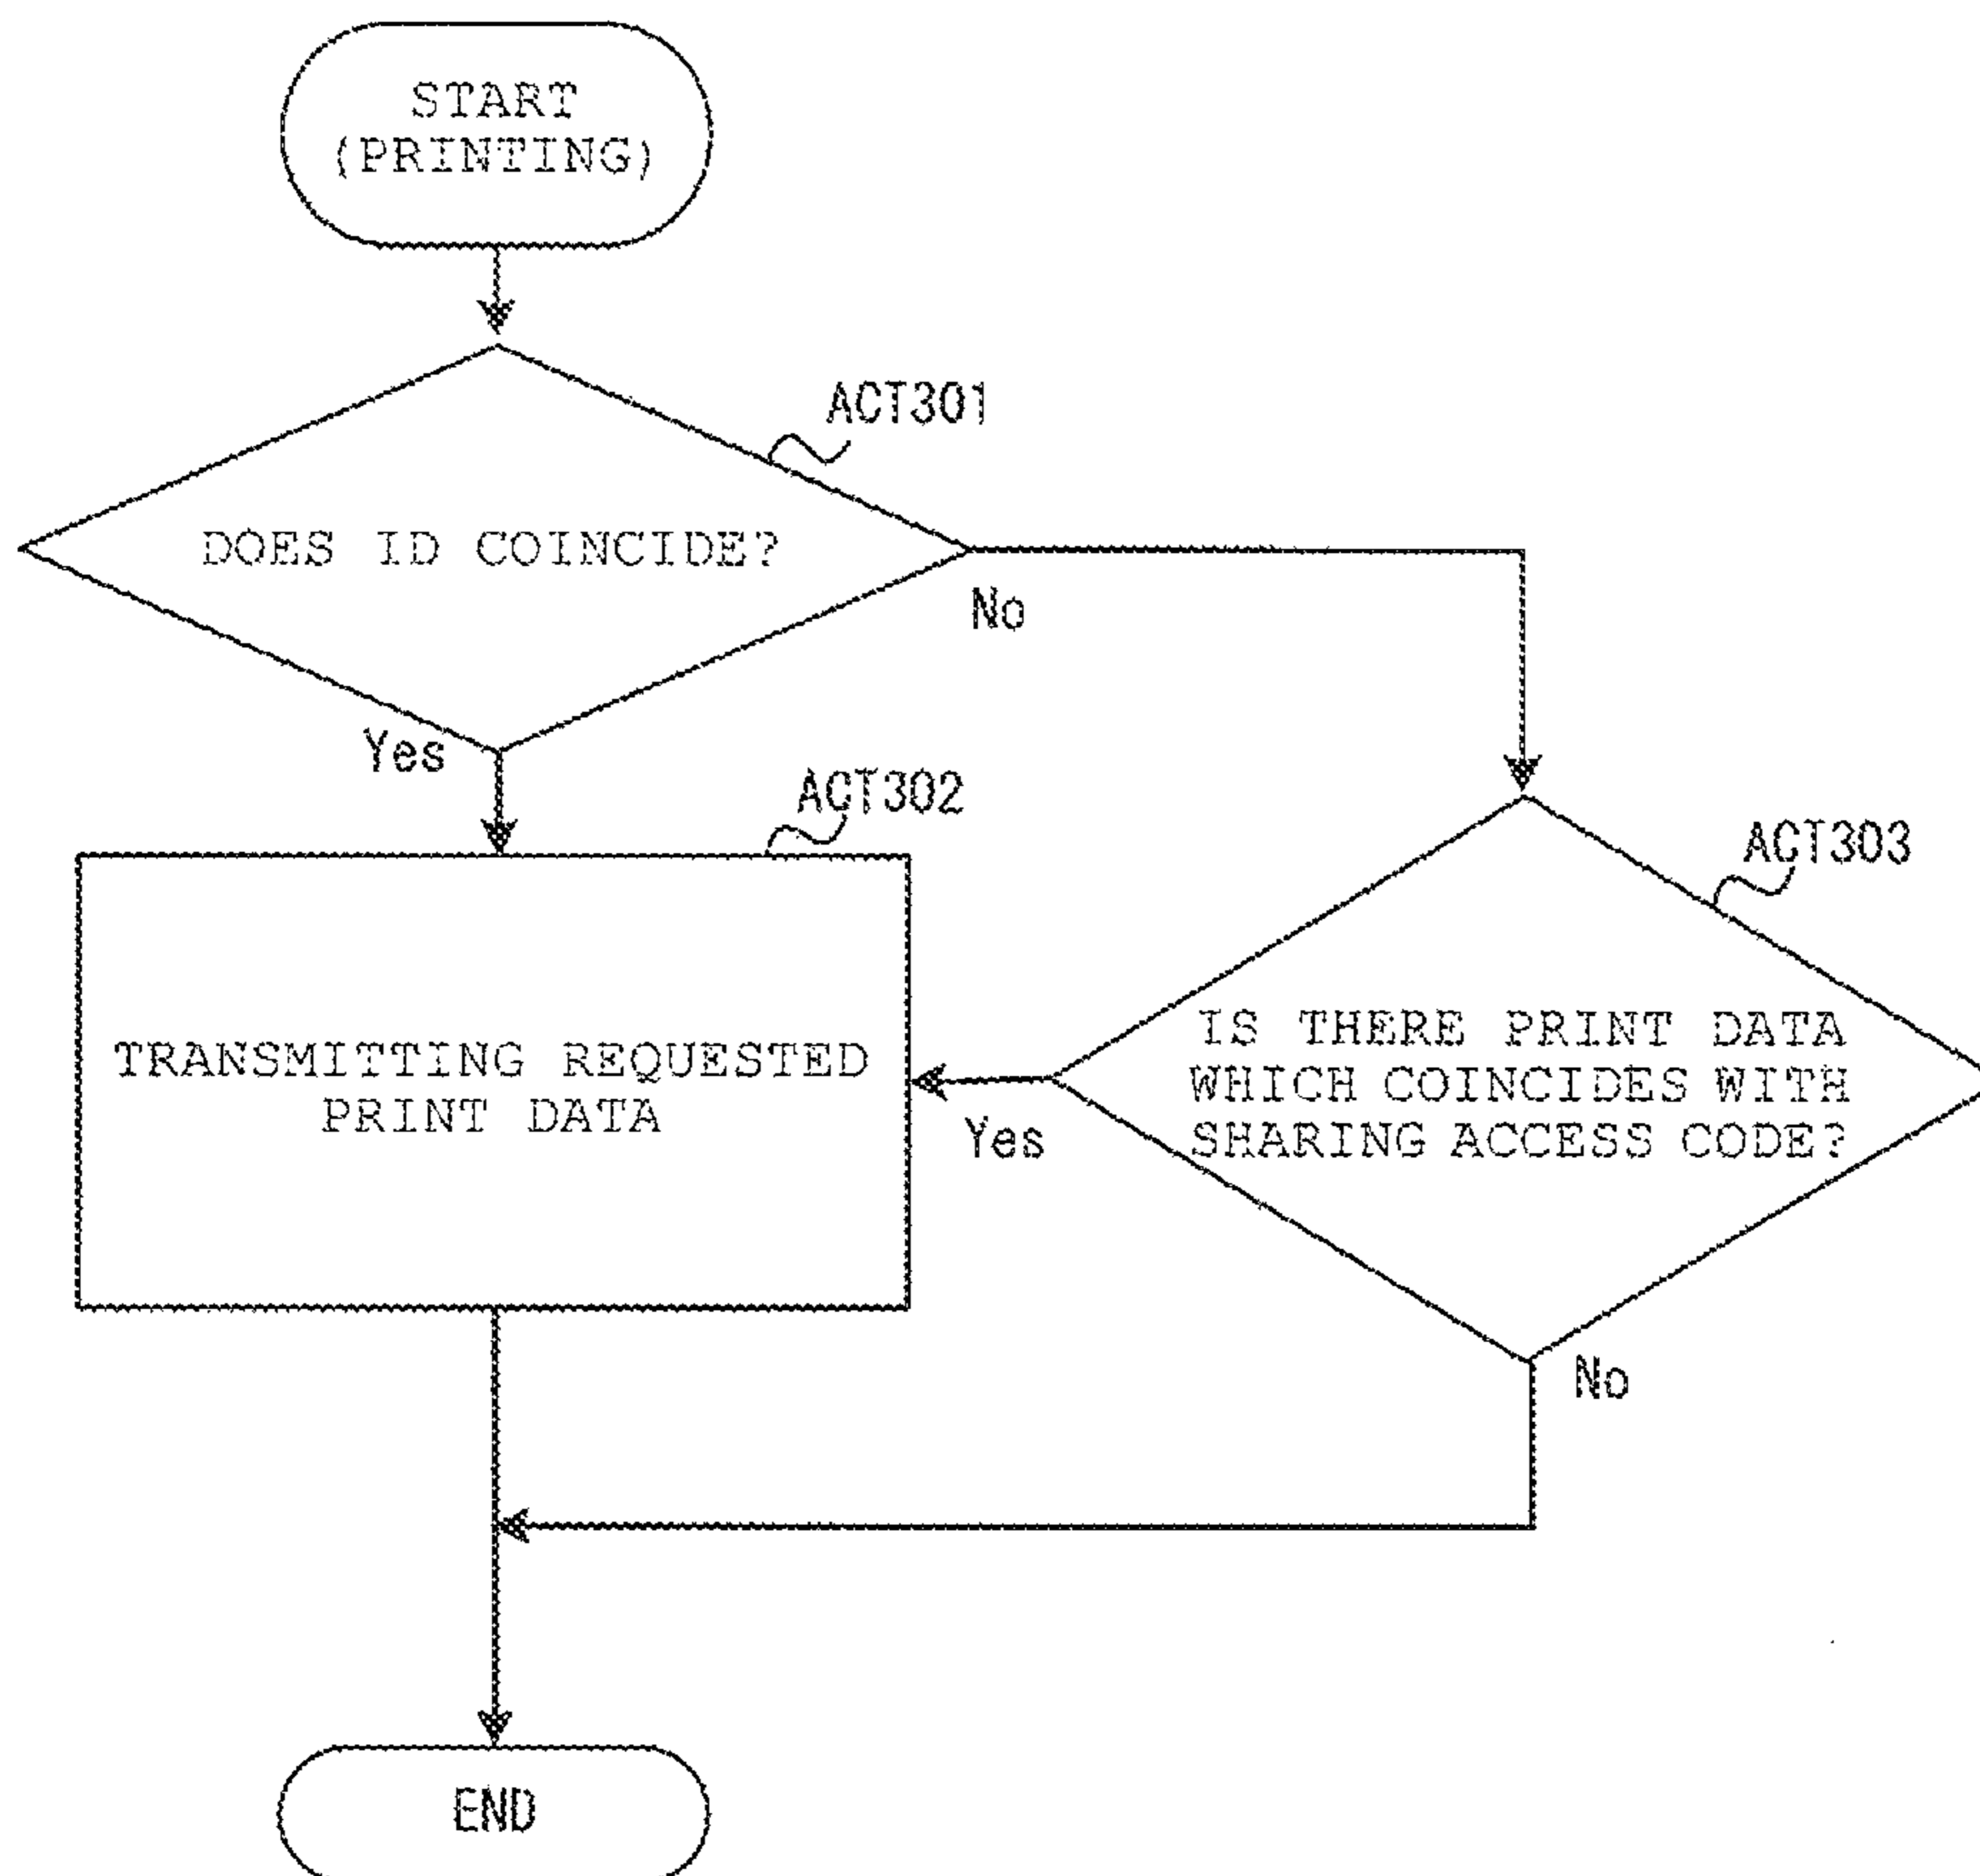 START
(PRINTING)
ACT301
DOES ID COINCIDE?
No
Yes
ACT302
ACT303
TRANSMITTING REQUESTED
PRINT DATA
IS THERE PRINT DATA
WHICH COINCIDES WITH
SHARING ACCESS CODE?
Yes
No
END